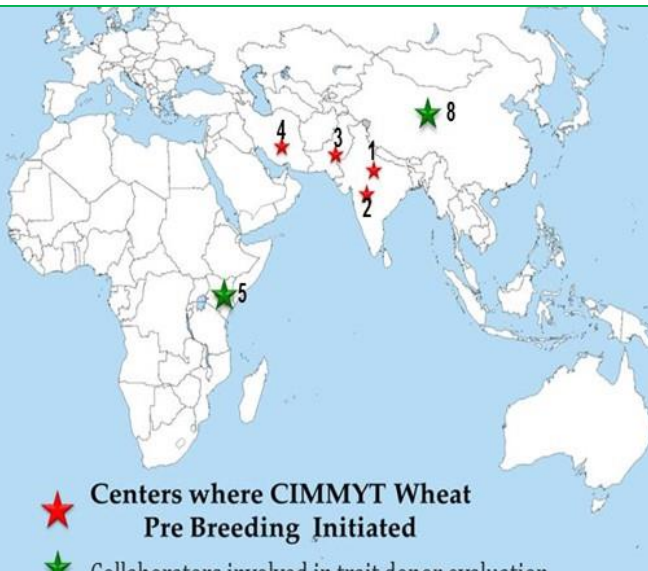 8
4
3
1
2
5
Centers where CIMMYT Wheat
Pre Breeding Initiated
Collaborators involved in trait donor evaluation